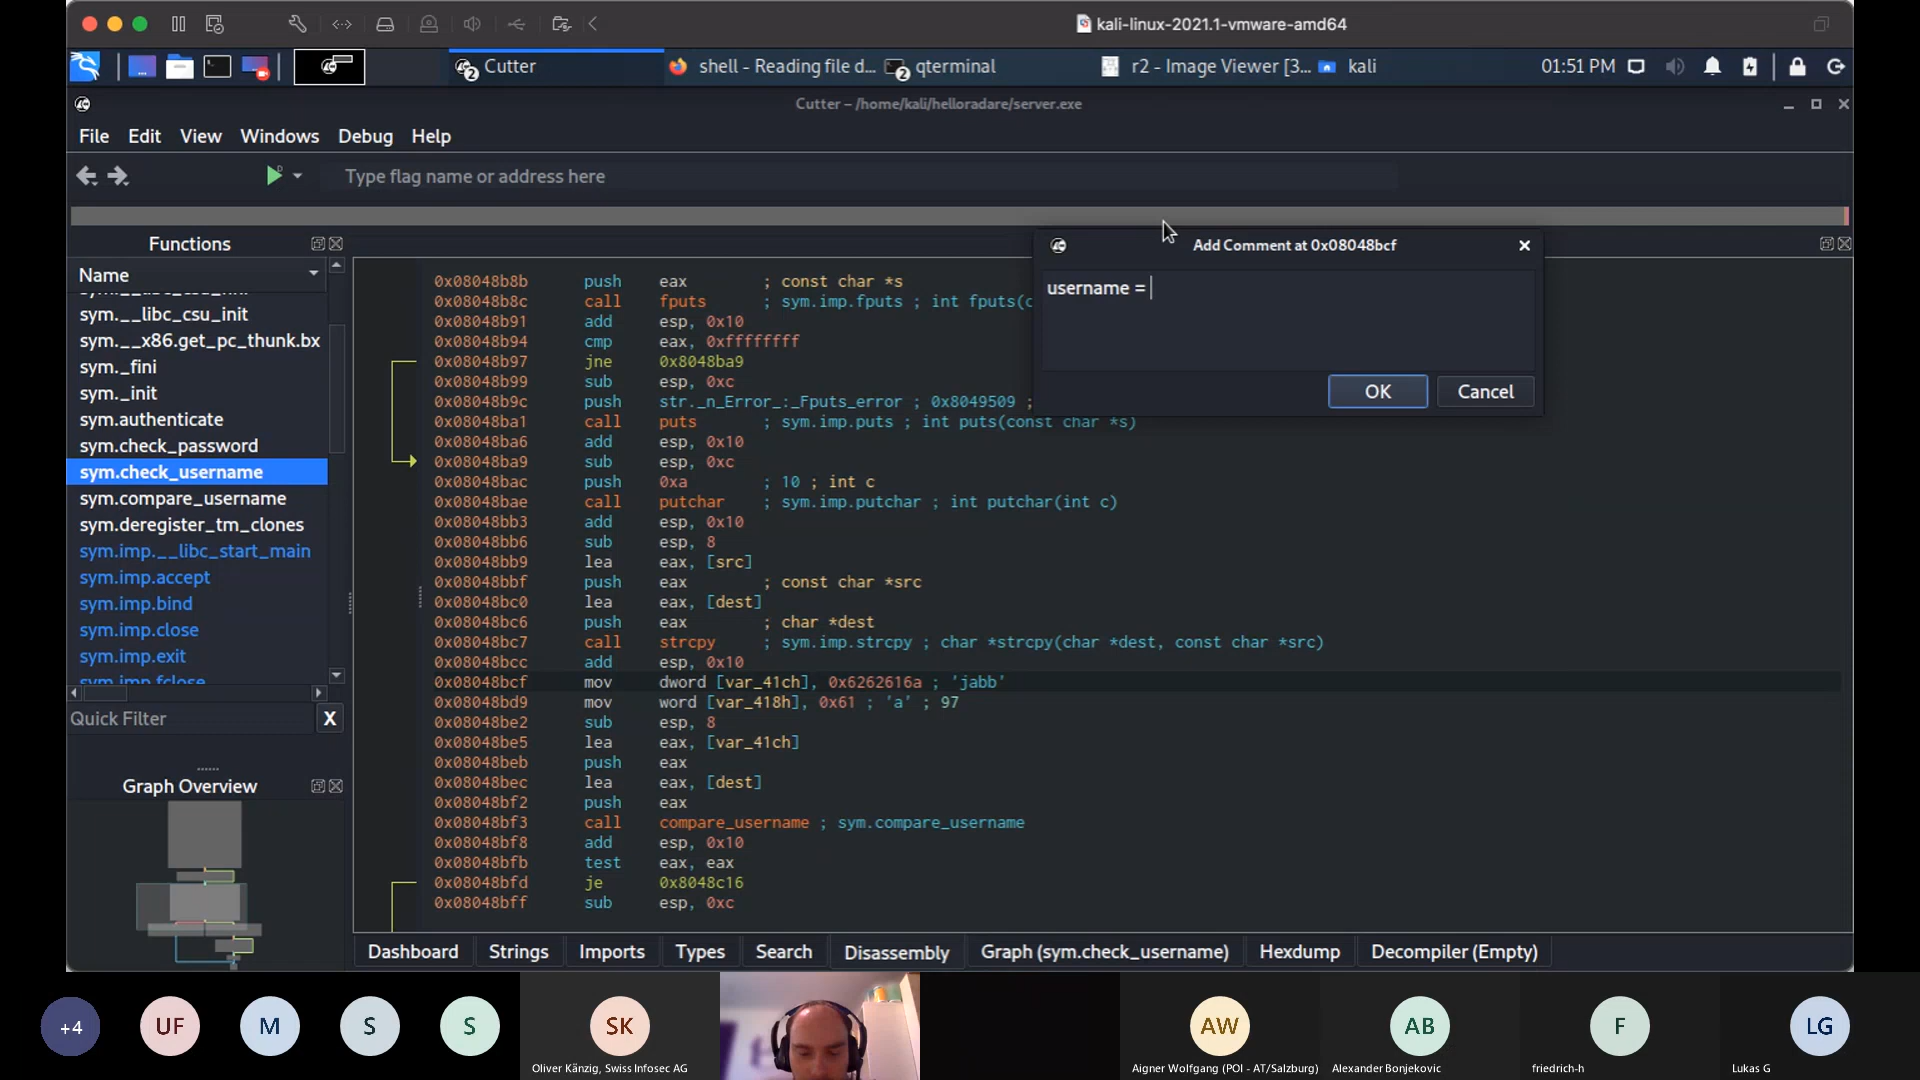 kali-linux-2021.1-vmware-amd64
2 Cutter
shell - Reading file d...
2 qterminal
r2 - Image Viewer [3...
kali
01:51 PM
Cutter – /home/kali/helloradare/server.exe
File Edit View Windows Debug Help
Type flag name or address here
Functions
Name
sym.__libc_csu_init
sym.__x86.get_pc_thunk.bx
sym._fini
sym._init
sym.authenticate
sym.check_password
sym.check_username
sym.compare_username
sym.deregister_tm_clones
sym.imp.__libc_start_main
sym.imp.accept
sym.imp.bind
sym.imp.close
sym.imp.exit
sym.imp.fclose
Quick Filter X
Graph Overview
Add Comment at 0x08048bcf
username =
OK Cancel
0x08048b8b push eax ; const char *s
0x08048b8c call fputs ; sym.imp.fputs ; int fputs(c
0x08048b91 add esp, 0x10
0x08048b94 cmp eax, 0xffffffff
0x08048b97 jne 0x8048ba9
0x08048b99 sub esp, 0xc
0x08048b9c push str._n_Error_:_Fputs_error ; 0x8049509 ;
0x08048ba1 call puts ; sym.imp.puts ; int puts(const char *s)
0x08048ba6 add esp, 0x10
0x08048ba9 sub esp, 0xc
0x08048bac push 0xa ; 10 ; int c
0x08048bae call putchar ; sym.imp.putchar ; int putchar(int c)
0x08048bb3 add esp, 0x10
0x08048bb6 sub esp, 8
0x08048bb9 lea eax, [src]
0x08048bbf push eax ; const char *src
0x08048bc0 lea eax, [dest]
0x08048bc6 push eax ; char *dest
0x08048bc7 call strcpy ; sym.imp.strcpy ; char *strcpy(char *dest, const char *src)
0x08048bcc add esp, 0x10
0x08048bcf mov dword [var_41ch], 0x6262616a ; 'jabb'
0x08048bd9 mov word [var_418h], 0x61 ; 'a' ; 97
0x08048be2 sub esp, 8
0x08048be5 lea eax, [var_41ch]
0x08048beb push eax
0x08048bec lea eax, [dest]
0x08048bf2 push eax
0x08048bf3 call compare_username ; sym.compare_username
0x08048bf8 add esp, 0x10
0x08048bfb test eax, eax
0x08048bfd je 0x8048c16
0x08048bff sub esp, 0xc
Dashboard Strings Imports Types Search Disassembly Graph (sym.check_username) Hexdump Decompiler (Empty)
+4 UF M S S SK AW AB F LG
Oliver Känzig, Swiss Infosec AG
Aigner Wolfgang (POI - AT/Salzburg)
Alexander Bonjekovic
friedrich-h
Lukas G